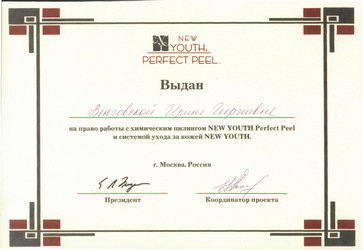 NEW
YOUTH.
PERFECT PEEL.
Выдан
Ирине Георгиевне
на право работы с химическим пилингом NEW YOUTH Perfect Peel
и системой ухода за кожей NEW YOUTH.
г. Москва, Россия
Президент Координатор проекта